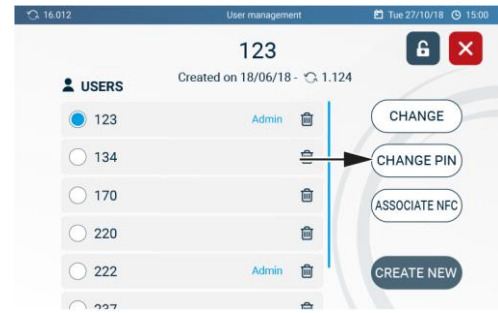 16.012 User management Tue 27/10/18 15:00
123
Created on 18/06/18 - 1.124
USERS
123 Admin
CHANGE
134
CHANGE PIN
170
ASSOCIATE NFC
220
222 Admin
CREATE NEW
237